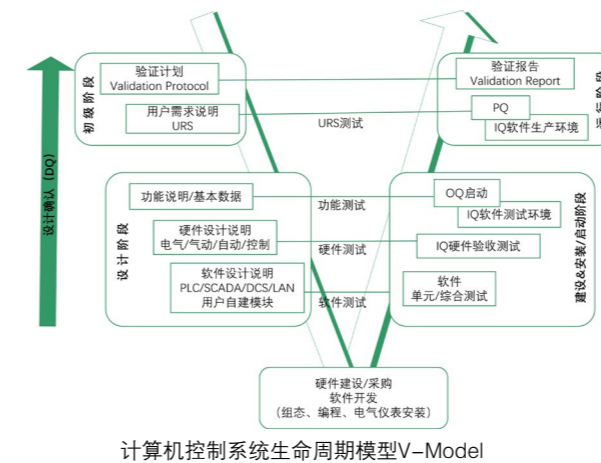 设计确认（DQ）
初级阶段
验证计划
Validation Protocol
用户需求说明
URS
URS测试
验证报告
Validation Report
PQ
IQ软件生产环境
设计阶段
功能说明/基本数据
硬件设计说明
电气/气动/自动/控制
软件设计说明
PLC/SCADA/DCS/LAN
用户自建模块
功能测试
硬件测试
软件测试
OQ启动
IQ软件测试环境
IQ硬件验收测试
软件
单元/综合测试
建设&安装/启动阶段
硬件建设/采购
软件开发
（组态、编程、电气仪表安装）
计算机控制系统生命周期模型V-Model